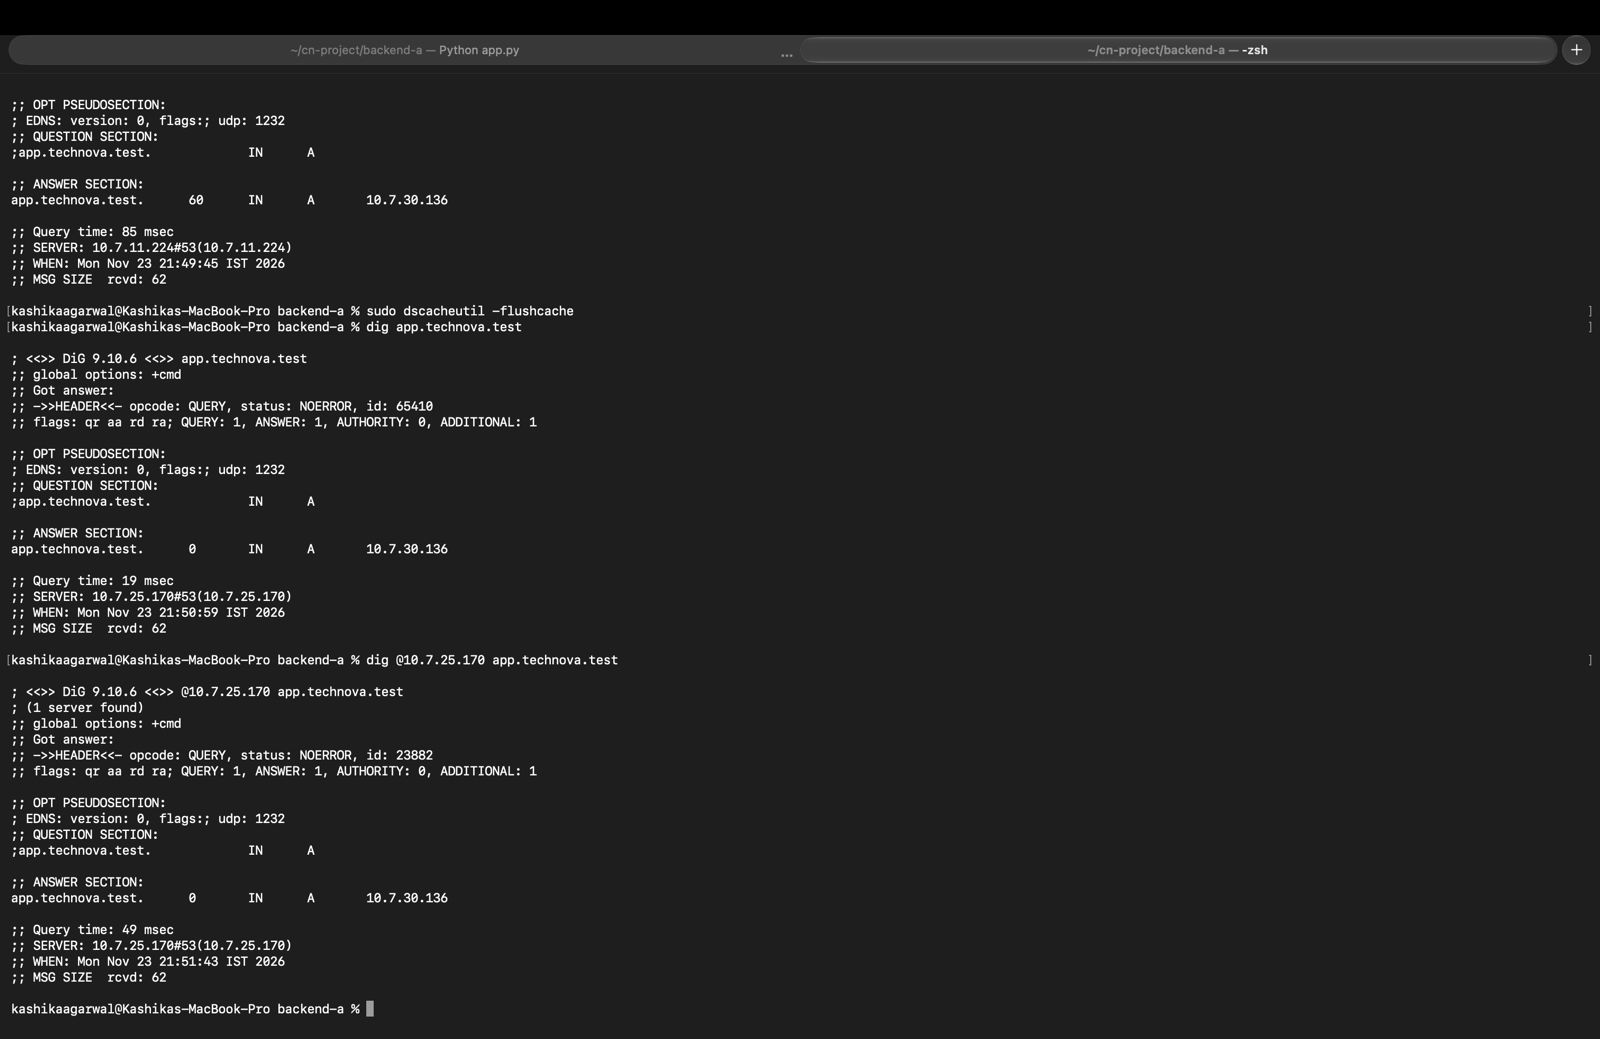 ~/cn-project/backend-a — Python app.py
...
~/cn-project/backend-a — -zsh
+
;; OPT PSEUDOSECTION:
; EDNS: version: 0, flags:; udp: 1232
;; QUESTION SECTION:
;app.technova.test. IN A
;; ANSWER SECTION:
app.technova.test. 60 IN A 10.7.30.136
;; Query time: 85 msec
;; SERVER: 10.7.11.224#53(10.7.11.224)
;; WHEN: Mon Nov 23 21:49:45 IST 2026
;; MSG SIZE  rcvd: 62
[kashikaagarwal@Kashikas-MacBook-Pro backend-a % sudo dscacheutil -flushcache ]
[kashikaagarwal@Kashikas-MacBook-Pro backend-a % dig app.technova.test ]
; <<>> DiG 9.10.6 <<>> app.technova.test
;; global options: +cmd
;; Got answer:
;; ->>HEADER<<- opcode: QUERY, status: NOERROR, id: 65410
;; flags: qr aa rd ra; QUERY: 1, ANSWER: 1, AUTHORITY: 0, ADDITIONAL: 1
;; OPT PSEUDOSECTION:
; EDNS: version: 0, flags:; udp: 1232
;; QUESTION SECTION:
;app.technova.test. IN A
;; ANSWER SECTION:
app.technova.test. 0 IN A 10.7.30.136
;; Query time: 19 msec
;; SERVER: 10.7.25.170#53(10.7.25.170)
;; WHEN: Mon Nov 23 21:50:59 IST 2026
;; MSG SIZE  rcvd: 62
[kashikaagarwal@Kashikas-MacBook-Pro backend-a % dig @10.7.25.170 app.technova.test ]
; <<>> DiG 9.10.6 <<>> @10.7.25.170 app.technova.test
; (1 server found)
;; global options: +cmd
;; Got answer:
;; ->>HEADER<<- opcode: QUERY, status: NOERROR, id: 23882
;; flags: qr aa rd ra; QUERY: 1, ANSWER: 1, AUTHORITY: 0, ADDITIONAL: 1
;; OPT PSEUDOSECTION:
; EDNS: version: 0, flags:; udp: 1232
;; QUESTION SECTION:
;app.technova.test. IN A
;; ANSWER SECTION:
app.technova.test. 0 IN A 10.7.30.136
;; Query time: 49 msec
;; SERVER: 10.7.25.170#53(10.7.25.170)
;; WHEN: Mon Nov 23 21:51:43 IST 2026
;; MSG SIZE  rcvd: 62
kashikaagarwal@Kashikas-MacBook-Pro backend-a %